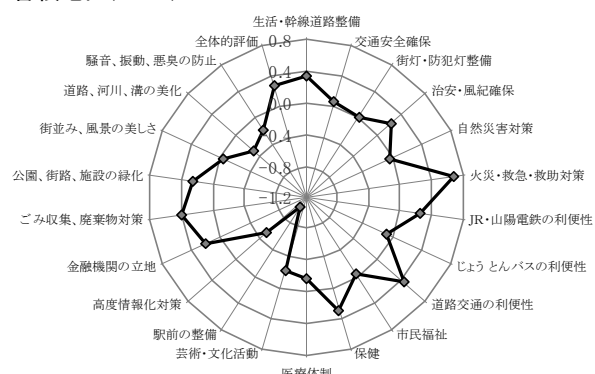 生活・幹線道路整備
全体的評価
0.8
交通安全確保
騒音、振動、悪臭の防止
街灯・防犯灯整備
0.4
道路、河川、溝の美化
治安・風紀確保
0.0
街並み、風景の美しさ
自然災害対策
0.4
公園、街路、施設の緑化
-0.8
火災・救急・救助対策
-1.2
ごみ収集、廃棄物対策
JR・山陽電鉄の利便性
金融機関の立地
じょうとんバスの利便性
高度情報化対策
道路交通の利便性
駅前の整備
市民福祉
芸術・文化活動
保健
医療体制